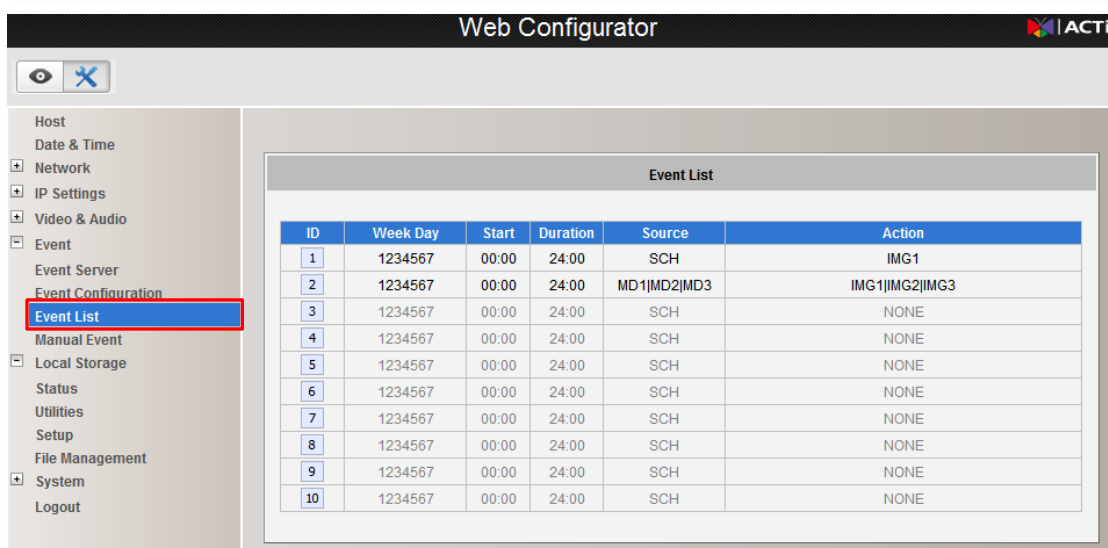 Web Configurator
ACTi
Host
Date & Time
Network
IP Settings
Video & Audio
Event
Event Server
Event Configuration
Event List
Manual Event
Local Storage
Status
Utilities
Setup
File Management
System
Logout
Event List
ID Week Day Start Duration Source Action
1 1234567 00:00 24:00 SCH IMG1
2 1234567 00:00 24:00 MD1|MD2|MD3 IMG1|IMG2|IMG3
3 1234567 00:00 24:00 SCH NONE
4 1234567 00:00 24:00 SCH NONE
5 1234567 00:00 24:00 SCH NONE
6 1234567 00:00 24:00 SCH NONE
7 1234567 00:00 24:00 SCH NONE
8 1234567 00:00 24:00 SCH NONE
9 1234567 00:00 24:00 SCH NONE
10 1234567 00:00 24:00 SCH NONE